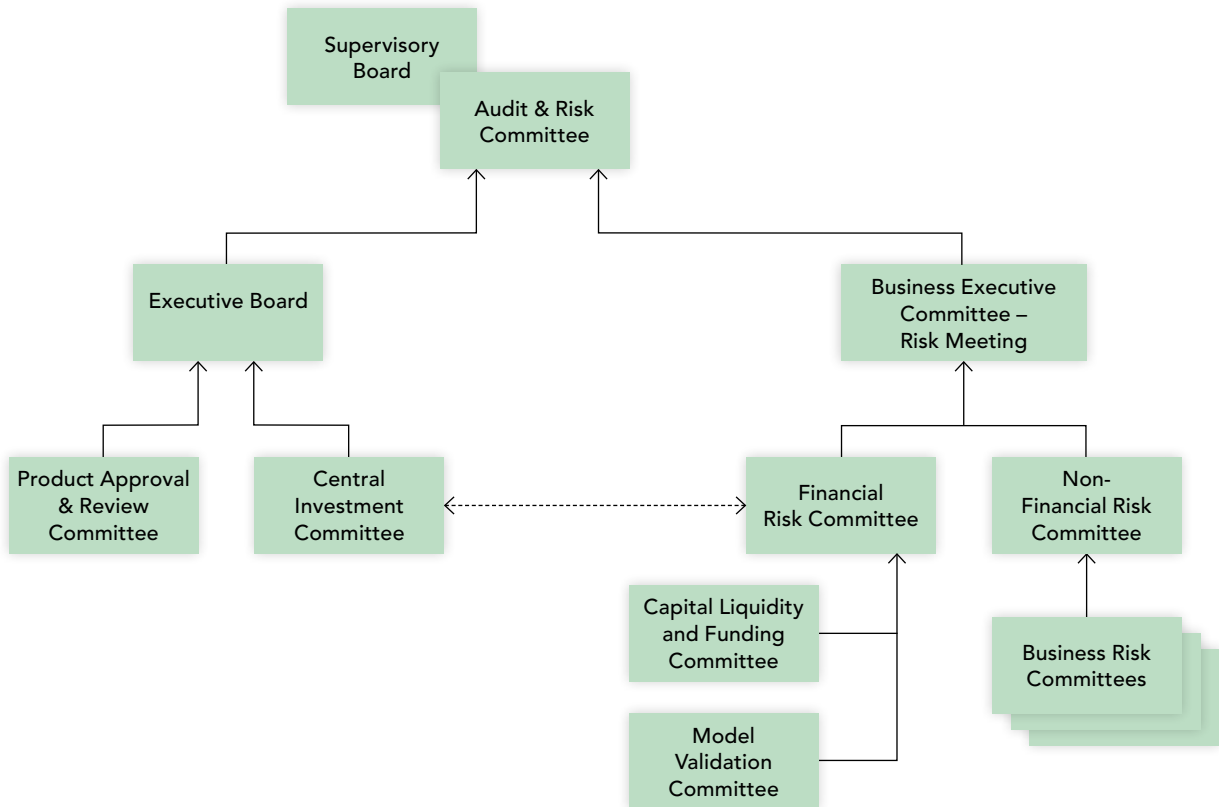 Supervisory
Board
Audit & Risk
Committee
Executive Board
Business Executive
Committee –
Risk Meeting
Product Approval
& Review
Committee
Central
Investment
Committee
Financial
Risk Committee
Non-
Financial Risk
Committee
Capital Liquidity
and Funding
Committee
Business Risk
Committees
Model
Validation
Committee